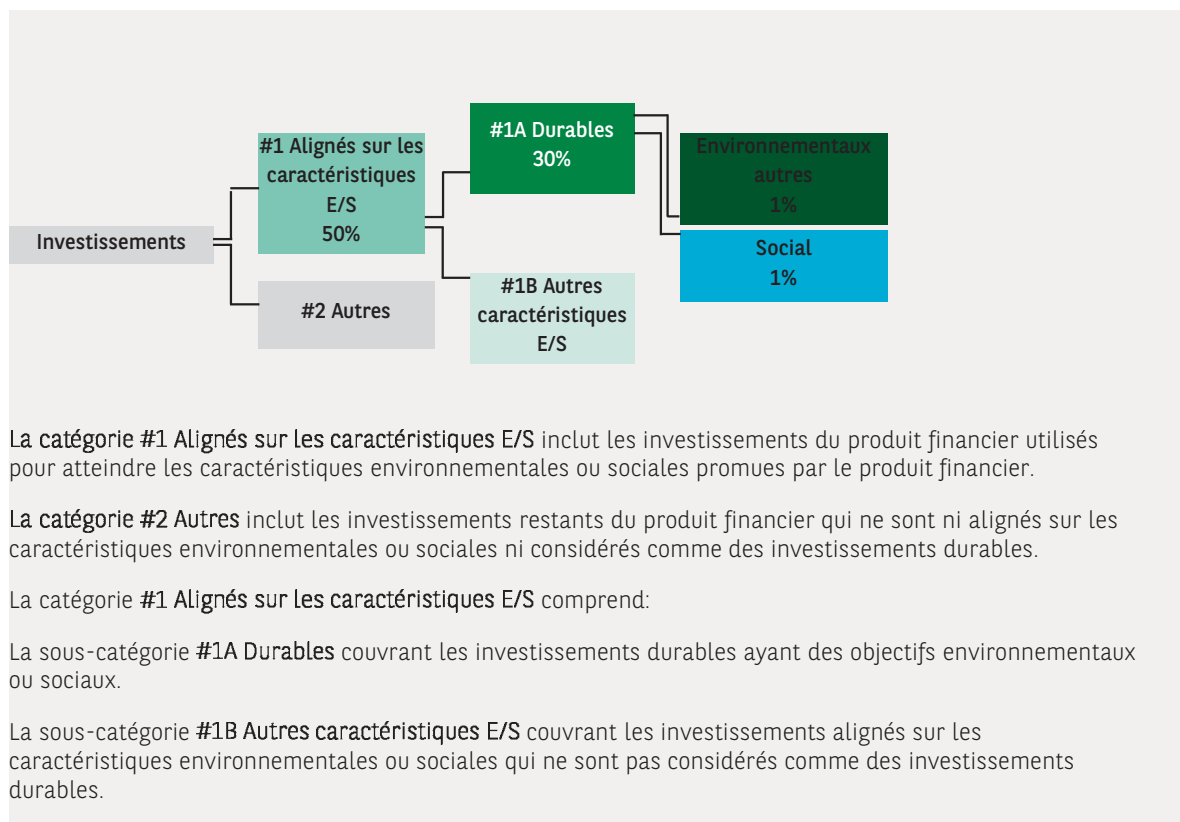 #1A Durables
30%
#1 Alignés sur les
caractéristiques
E/S
50%
Environnementaux
autres
1%
Investissements
Social
1%
#2 Autres
#1B Autres
caractéristiques
E/S
La catégorie #1 Alignés sur les caractéristiques E/S inclut les investissements du produit financier utilisés
pour atteindre les caractéristiques environnementales ou sociales promues par le produit financier.
La catégorie #2 Autres inclut les investissements restants du produit financier qui ne sont ni alignés sur les
caractéristiques environnementales ou sociales ni considérés comme des investissements durables.
La catégorie #1 Alignés sur les caractéristiques E/S comprend:
La sous-catégorie #1A Durables couvrant les investissements durables ayant des objectifs environnementaux
ou sociaux.
La sous-catégorie #1B Autres caractéristiques E/S couvrant les investissements alignés sur les
caractéristiques environnementales ou sociales qui ne sont pas considérés comme des investissements
durables.